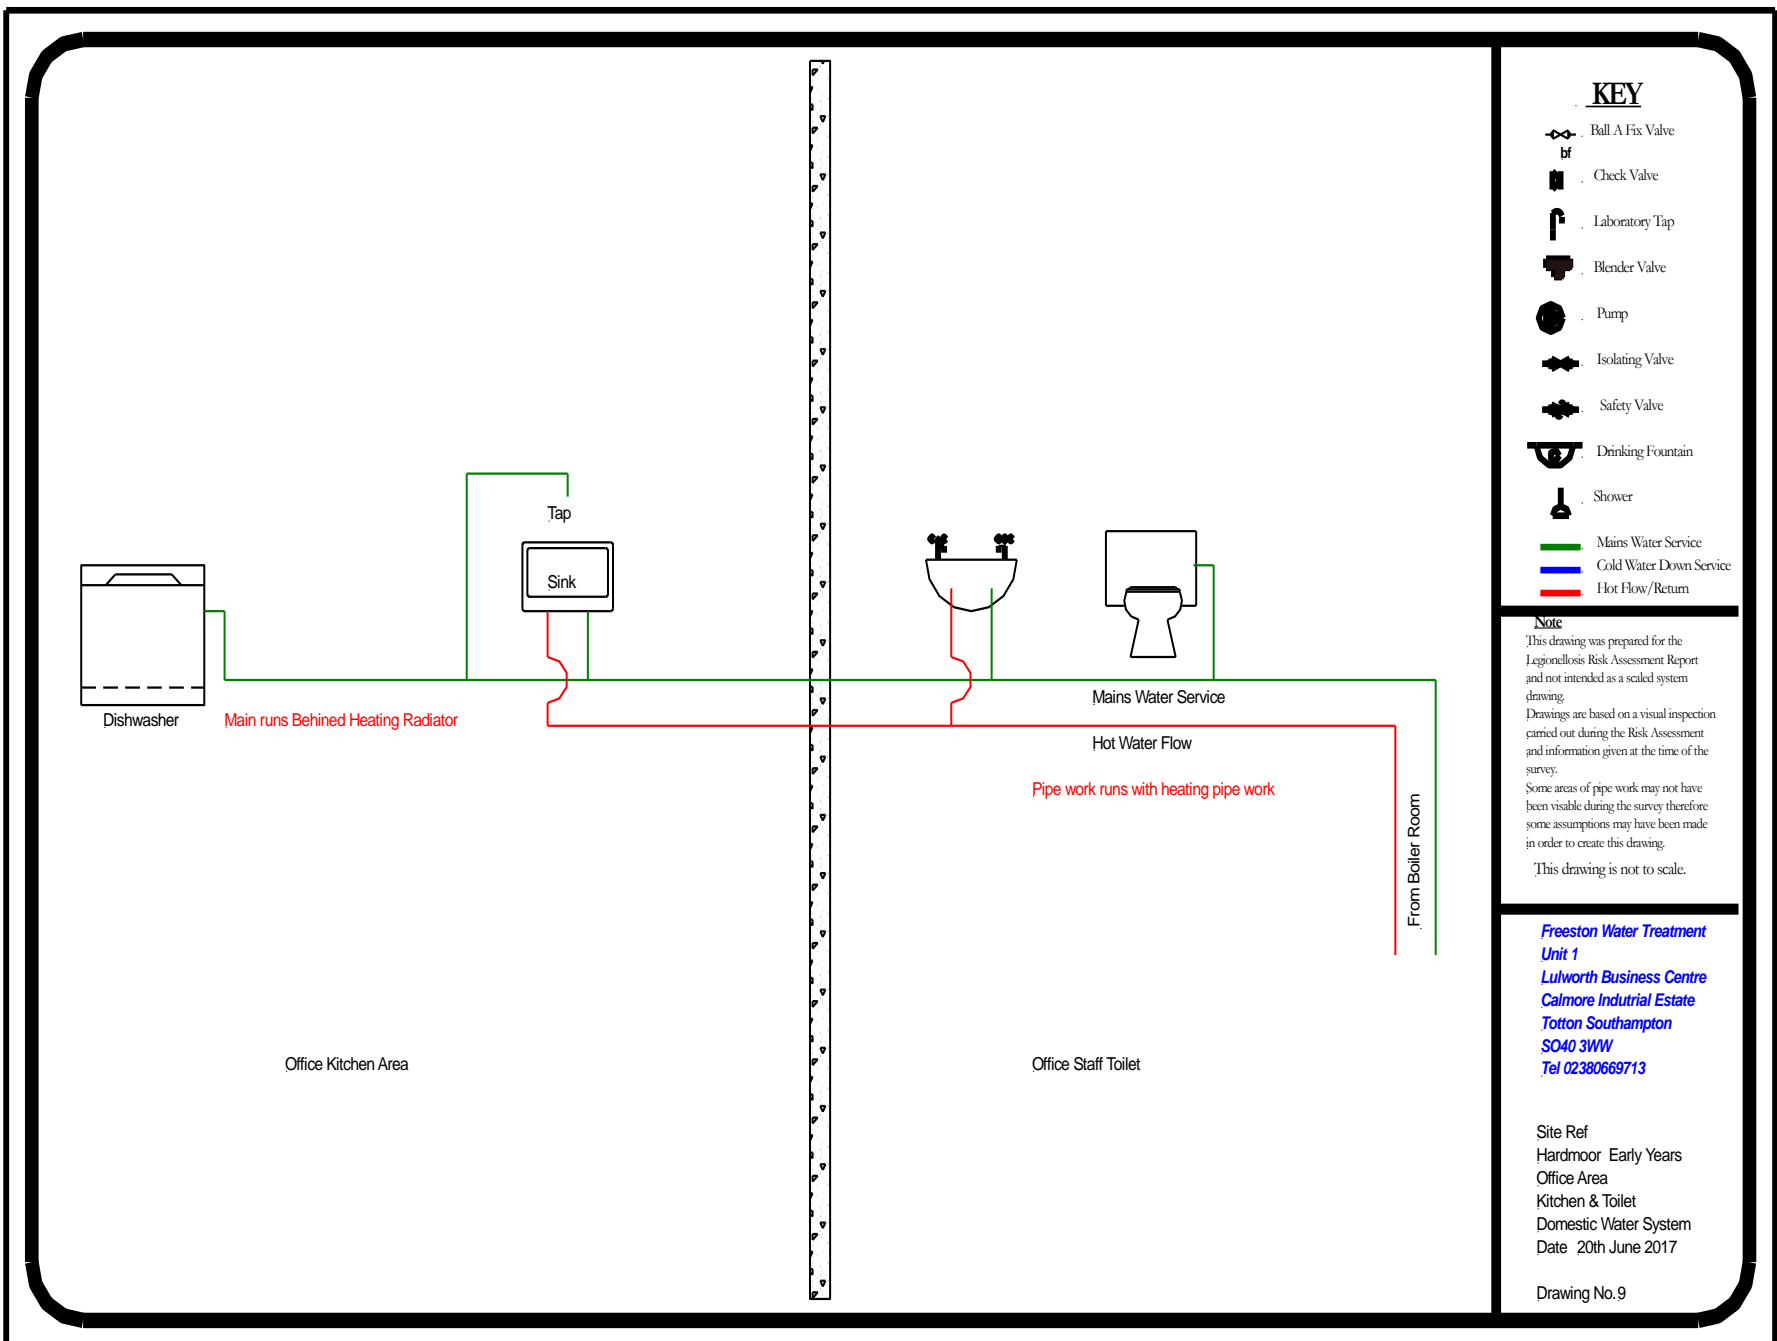 Tap
Sink
Dishwasher
Main runs Behined Heating Radiator
Mains Water Service
Hot Water Flow
Pipe work runs with heating pipe work
From Boiler Room
Office Kitchen Area
Office Staff Toilet
KEY
Ball A Fix Valve
bf
Check Valve
Laboratory Tap
Blender Valve
Pump
Isolating Valve
Safety Valve
Drinking Fountain
Shower
Mains Water Service
Cold Water Down Service
Hot Flow/Return
Note
This drawing was prepared for the
Legionellosis Risk Assessment Report
and not intended as a scaled system
drawing.
Drawings are based on a visual inspection
carried out during the Risk Assessment
and information given at the time of the
survey.
Some areas of pipe work may not have
been visable during the survey therefore
some assumptions may have been made
in order to create this drawing.
This drawing is not to scale.
Freeston Water Treatment
Unit 1
Lulworth Business Centre
Calmore Indutrial Estate
Totton Southampton
SO40 3WW
Tel 02380669713
Site Ref
Hardmoor Early Years
Office Area
Kitchen & Toilet
Domestic Water System
Date 20th June 2017
Drawing No. 9